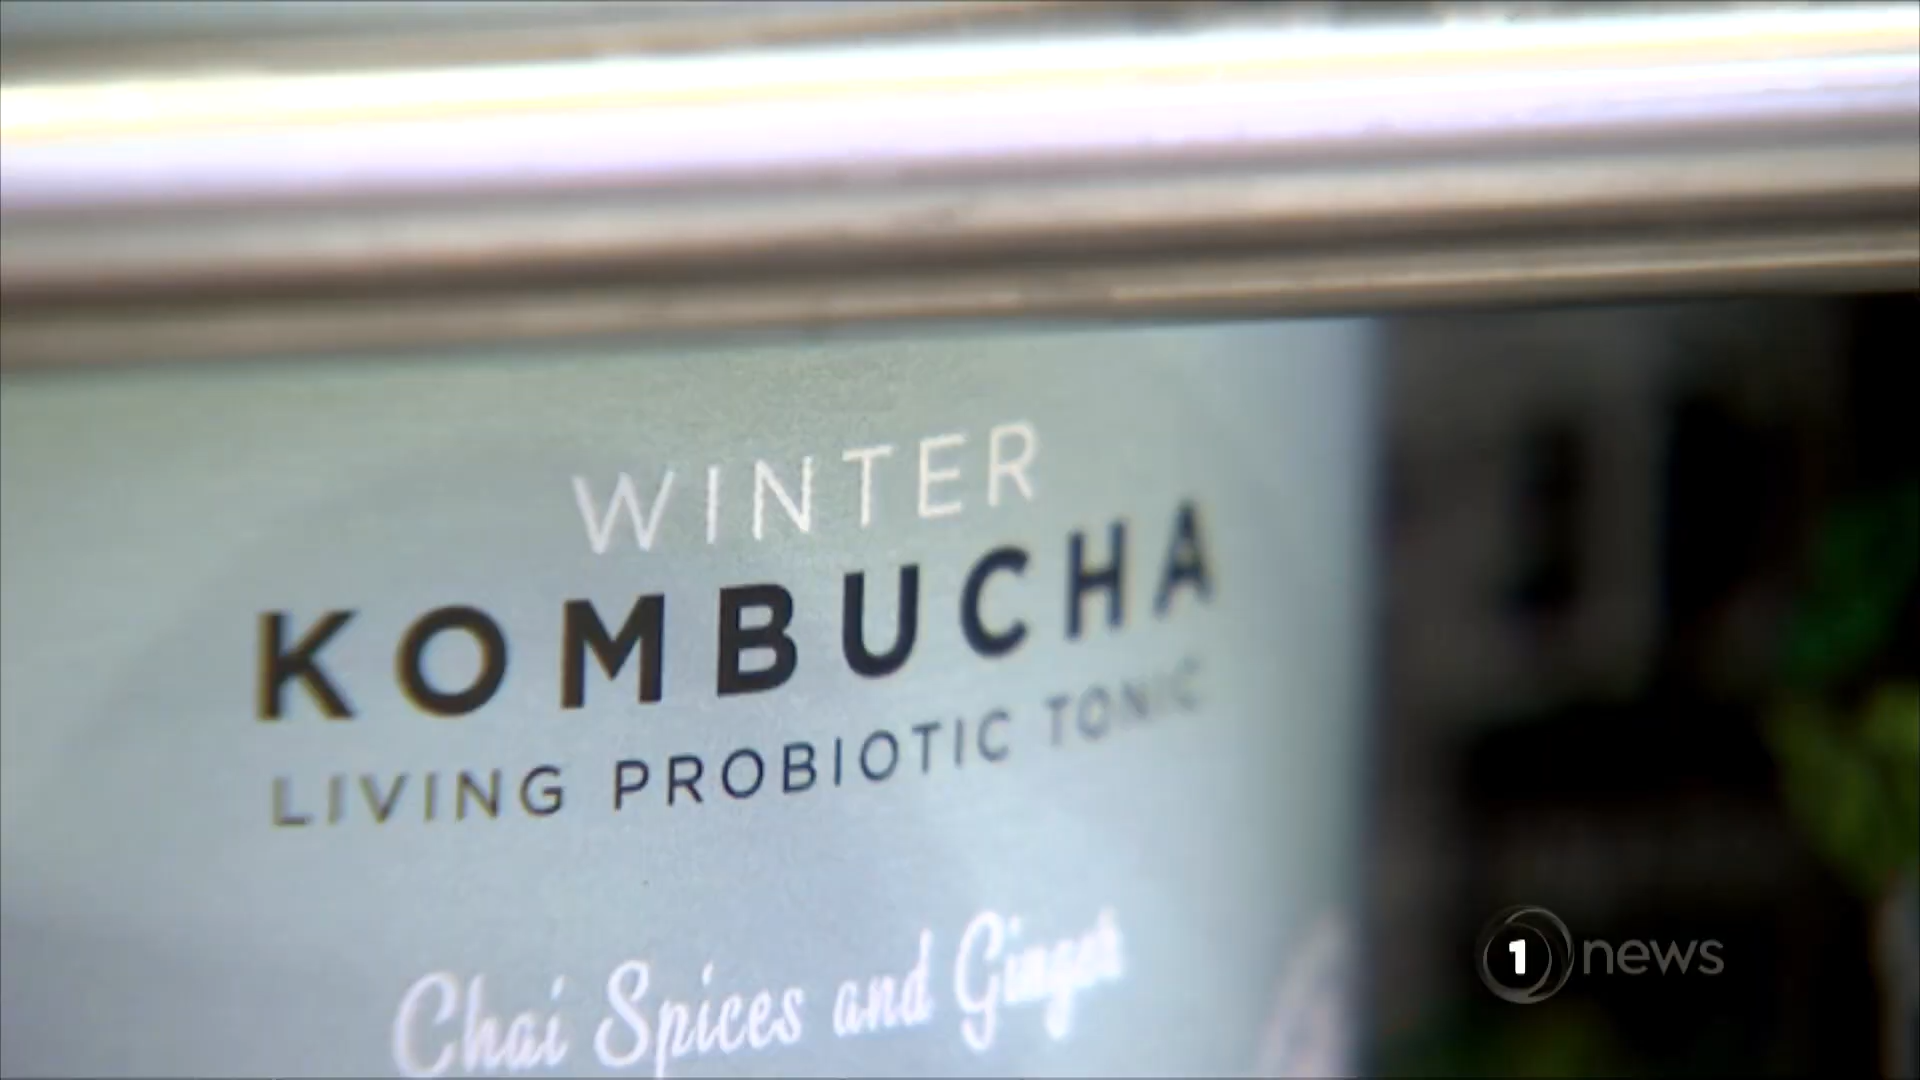 WINTER
KOMBUCHA
LIVING PROBIOTIC TONIC
Chai Spices and Ginger
1 news